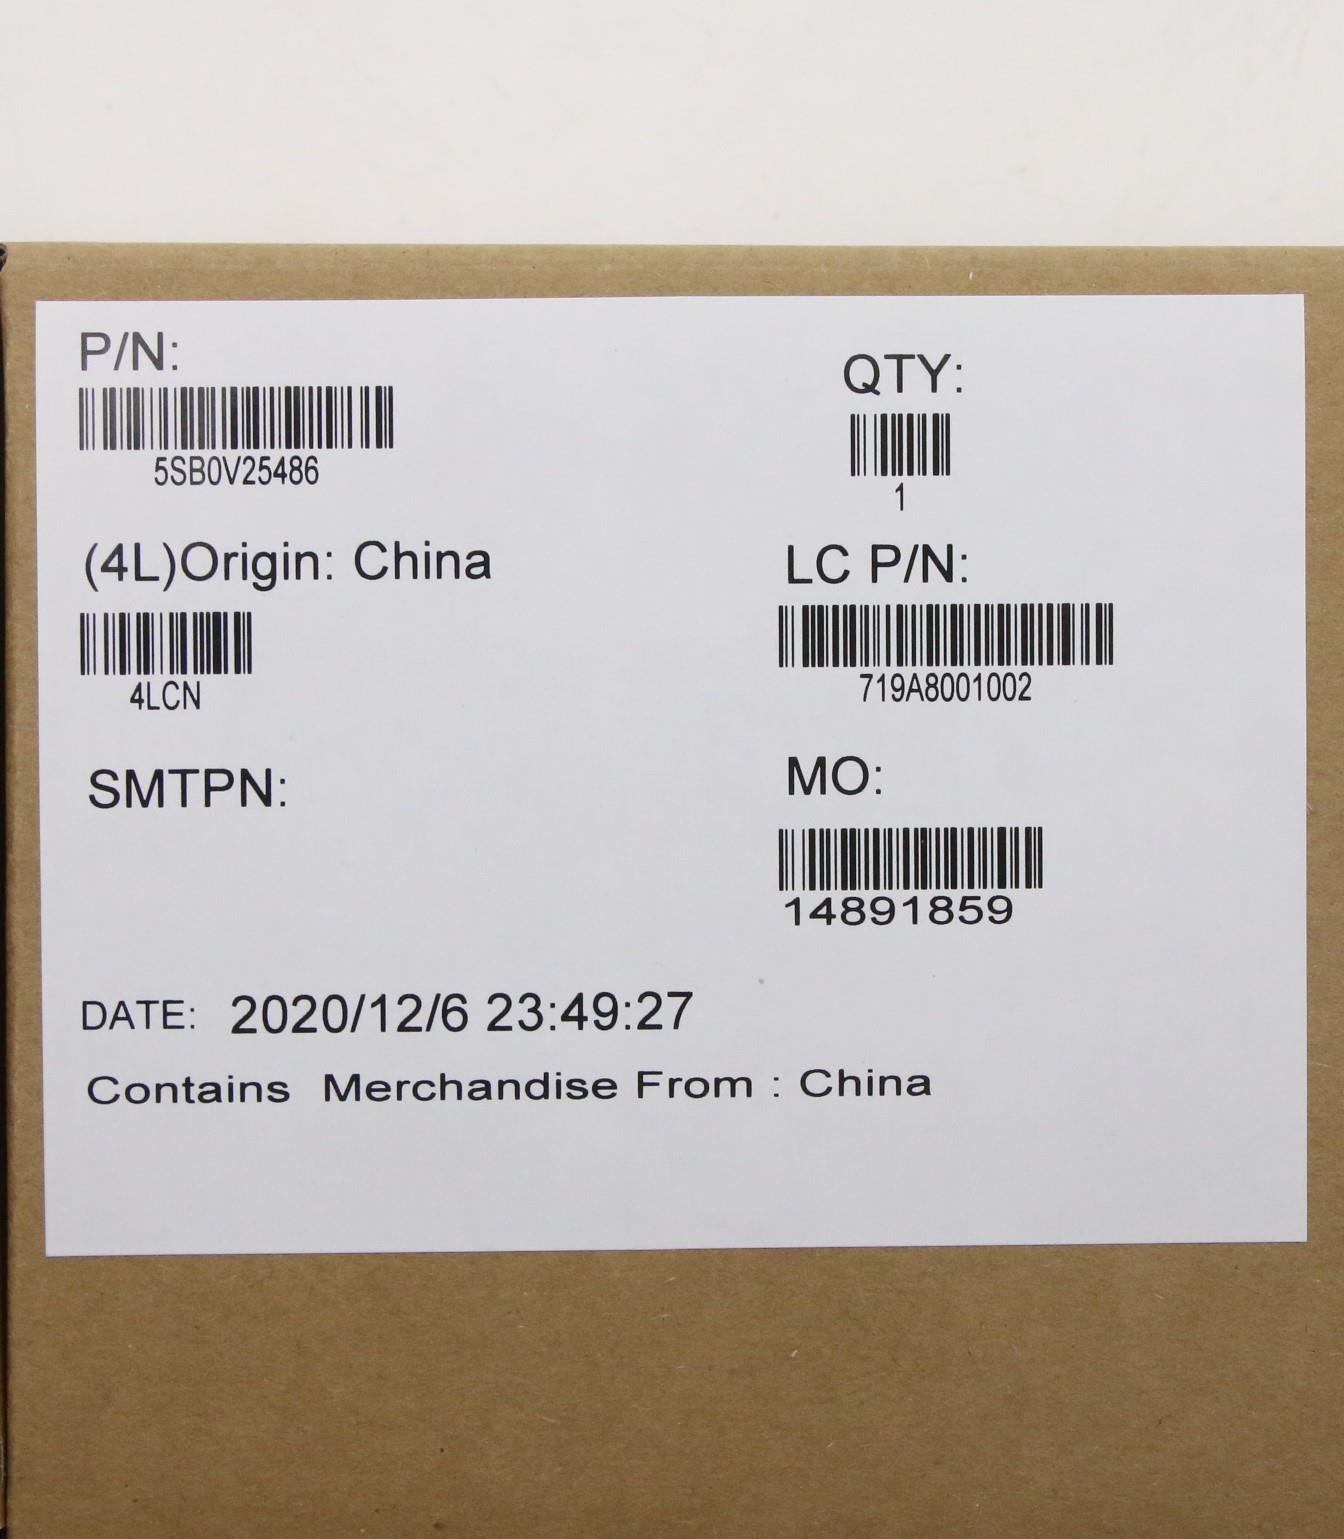 P/N:
5SB0V25486
QTY:
1
(4L)Origin: China
4LCN
LC P/N:
719A8001002
SMTPN:
MO:
14891859
DATE: 2020/12/6 23:49:27
Contains Merchandise From : China